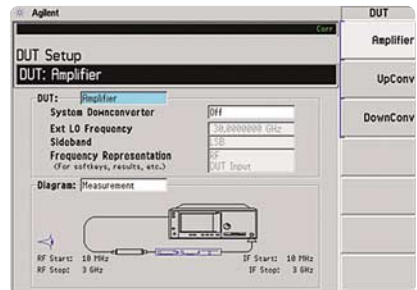 Agilent
DUT
Corr
Amplifier
DUT Setup
DUT: Amplifier
UpConv
DUT: Amplifier
System Downconverter Off
DownConv
Ext LO Frequency 30.0000000 GHz
Sideband LSB
Frequency Representation RF
(For softkeys, results, etc.) DUT Input
Diagram: Measurement
RF Start: 10 MHz IF Start: 10 MHz
RF Stop: 3 GHz IF Stop: 3 GHz